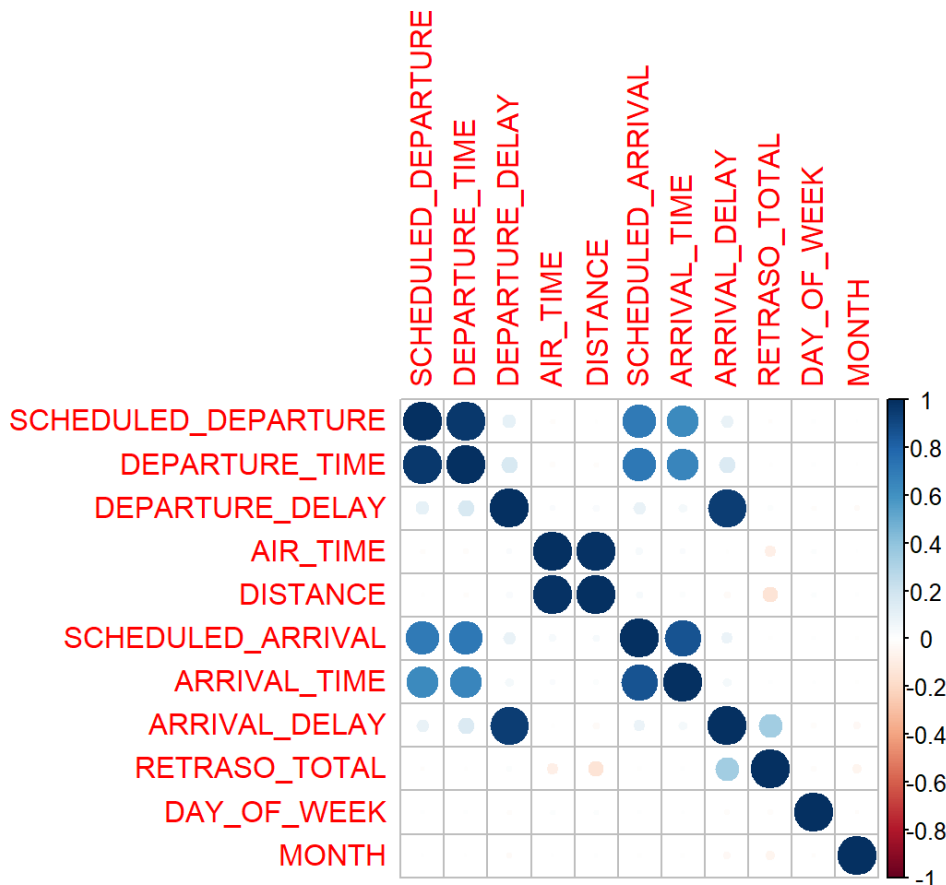 SCHEDULED_DEPARTURE
DEPARTURE_TIME
DEPARTURE_DELAY
AIR_TIME
DISTANCE
SCHEDULED_ARRIVAL
ARRIVAL_TIME
ARRIVAL_DELAY
RETRASO_TOTAL
DAY_OF_WEEK
MONTH
SCHEDULED_DEPARTURE
DEPARTURE_TIME
DEPARTURE_DELAY
AIR_TIME
DISTANCE
SCHEDULED_ARRIVAL
ARRIVAL_TIME
ARRIVAL_DELAY
RETRASO_TOTAL
DAY_OF_WEEK
MONTH
1
0.8
0.6
0.4
0.2
0
-0.2
-0.4
-0.6
-0.8
-1